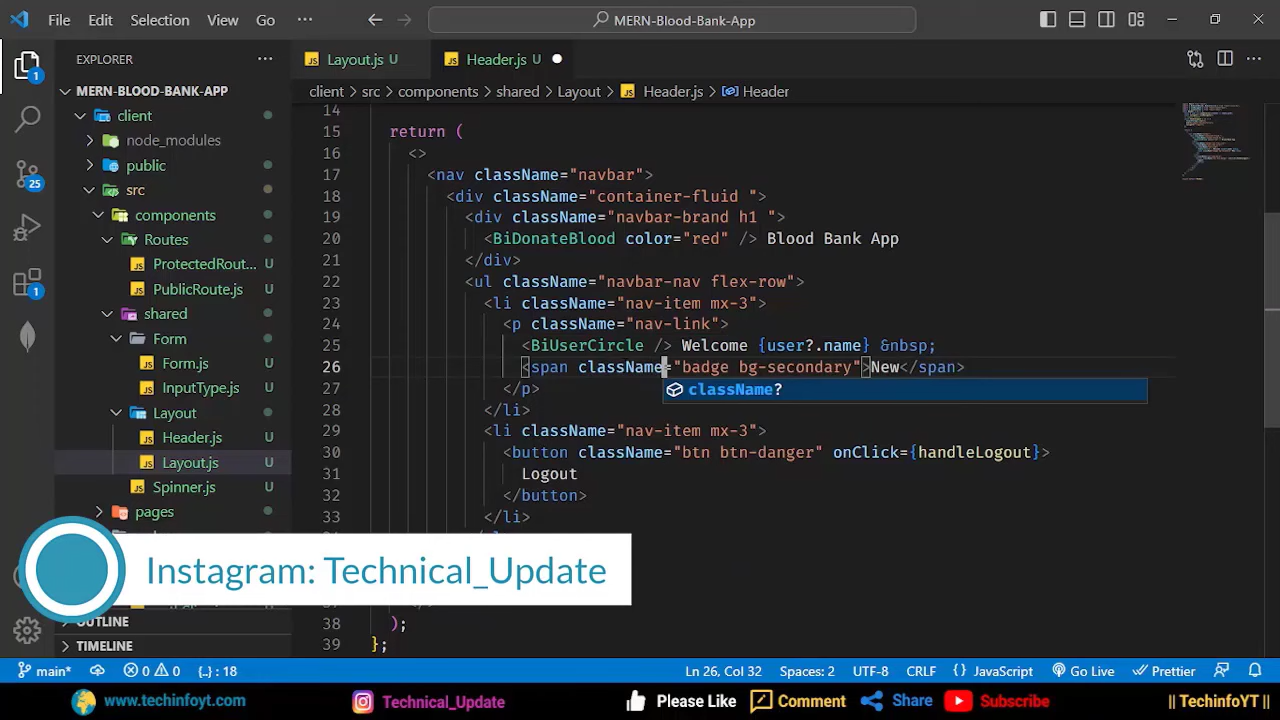 File Edit Selection View Go ··· MERN-Blood-Bank-App
EXPLORER ···
Layout.js U Header.js U
MERN-BLOOD-BANK-APP
client > src > components > shared > Layout > Header.js > Header
client
node_modules
public
src
components
Routes
ProtectedRout... U
PublicRoute.js U
shared
Form
Form.js U
InputType.js U
Layout
Header.js U
Layout.js U
Spinner.js U
pages
OUTLINE
TIMELINE
1
25
1
14
15 return (
16 <>
17 <nav className="navbar">
18 <div className="container-fluid ">
19 <div className="navbar-brand h1 ">
20 <BiDonateBlood color="red" /> Blood Bank App
21 </div>
22 <ul className="navbar-nav flex-row">
23 <li className="nav-item mx-3">
24 <p className="nav-link">
25 <BiUserCircle /> Welcome {user?.name} &nbsp;
26 <span className="badge bg-secondary">New</span>
className?
27 </p>
28 </li>
29 <li className="nav-item mx-3">
30 <button className="btn btn-danger" onClick={handleLogout}>
31 Logout
32 </button>
33 </li>
38 );
39 };
Instagram: Technical_Update
main* 0 0 {..} : 18 Ln 26, Col 32 Spaces: 2 UTF-8 CRLF {} JavaScript Go Live Prettier
www.techinfoyt.com Technical_Update Please Like Comment Share Subscribe || TechinfoYT ||